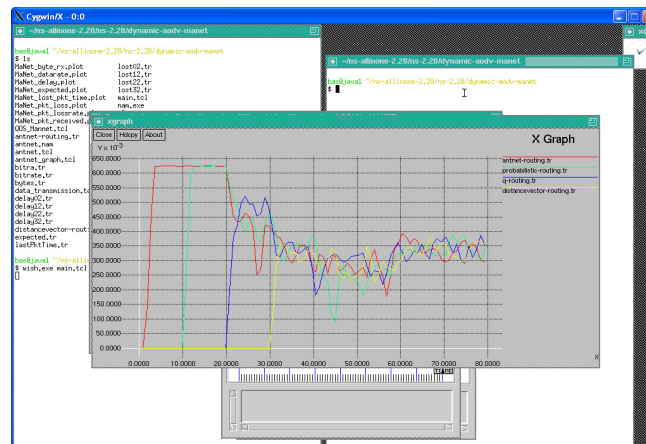 Cygwin/X - 0:0
~/ns-allinone-2.28/ns-2.28/dynamic-aodv-manet
bas@java1 ~/ns-allinone-2.28/ns-2.28/dynamic-aodv-manet
$ ls
MaNet_byte_rx.plot lost02.tr
MaNet_datarate.plot lost12.tr
MaNet_delay.plot lost22.tr
MaNet_expected.plot lost32.tr
MaNet_lost_pkt_time.plot main.tcl
MaNet_pkt_loss.plot nam.exe
MaNet_pkt_lossrate.p
MaNet_pkt_received.p
QOS_Mannet.tcl
antnet-routing.tr
antnet.nam
antnet.tcl
antnet_graph.tcl
bitra.tr
bitrate.tr
bytes.tr
data_transmission.tc
delay02.tr
delay12.tr
delay22.tr
delay32.tr
distancevector-rout
expected.tr
lastPktTime.tr
bas@java1 ~/ns-allin
$ wish.exe main.tcl
~/ns-allinone-2.28/ns-2.28/dynamic-aodv-manet
bas@java1 ~/ns-allinone-2.28/ns-2.28/dynamic-aodv-manet
$
xgraph
Close Hdcpy About
X Graph
Y x 10-3
650.0000
600.0000
550.0000
500.0000
450.0000
400.0000
350.0000
300.0000
250.0000
200.0000
150.0000
100.0000
50.0000
0.0000
0.0000 10.0000 20.0000 30.0000 40.0000 50.0000 60.0000 70.0000 80.0000
X
antnet-routing.tr
probabilistic-routing.tr
q-routing.tr
distancevector-routing.tr